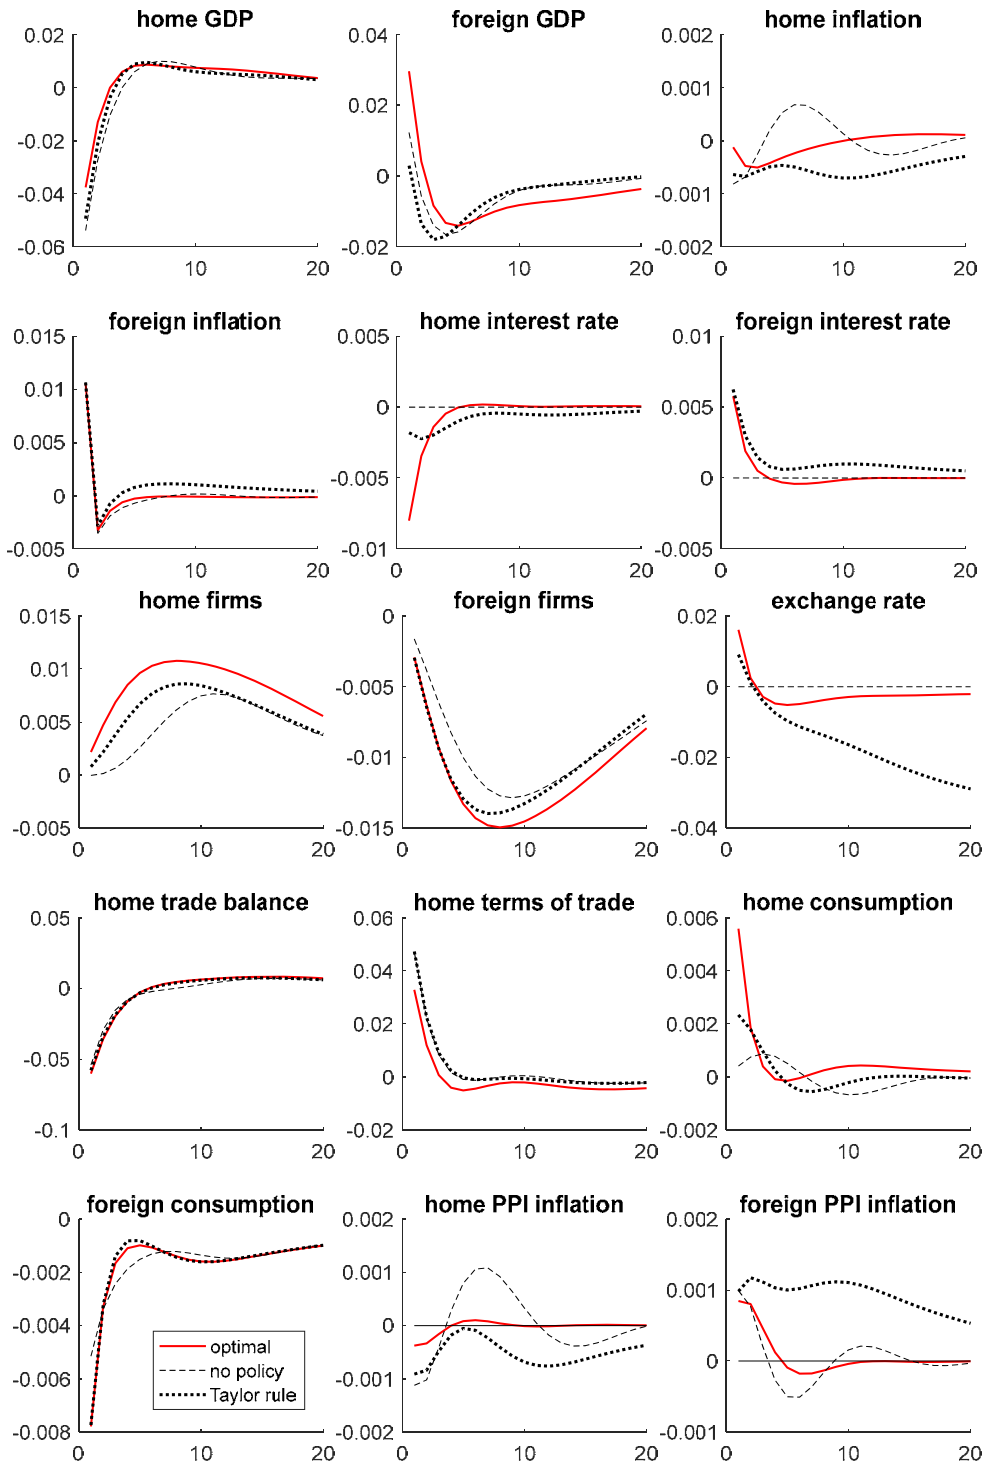 home GDP
0.02
0
-0.02
-0.04
-0.06
0 10 20
foreign GDP
0.04
0.02
0
-0.02
0 10 20
home inflation
0.002
0.001
0
-0.001
-0.002
0 10 20
foreign inflation
0.015
0.01
0.005
0
-0.005
0 10 20
home interest rate
0.005
0
-0.005
-0.01
0 10 20
foreign interest rate
0.01
0.005
0
-0.005
0 10 20
home firms
0.015
0.01
0.005
0
-0.005
0 10 20
foreign firms
0
-0.005
-0.01
-0.015
0 10 20
exchange rate
0.02
0
-0.02
-0.04
0 10 20
home trade balance
0.05
0
-0.05
-0.1
0 10 20
home terms of trade
0.06
0.04
0.02
0
-0.02
0 10 20
home consumption
0.006
0.004
0.002
0
-0.002
0 10 20
foreign consumption
0
-0.002
-0.004
-0.006
-0.008
0 10 20
optimal
no policy
Taylor rule
home PPI inflation
0.002
0.001
0
-0.001
-0.002
0 10 20
foreign PPI inflation
0.002
0.001
0
-0.001
0 10 20